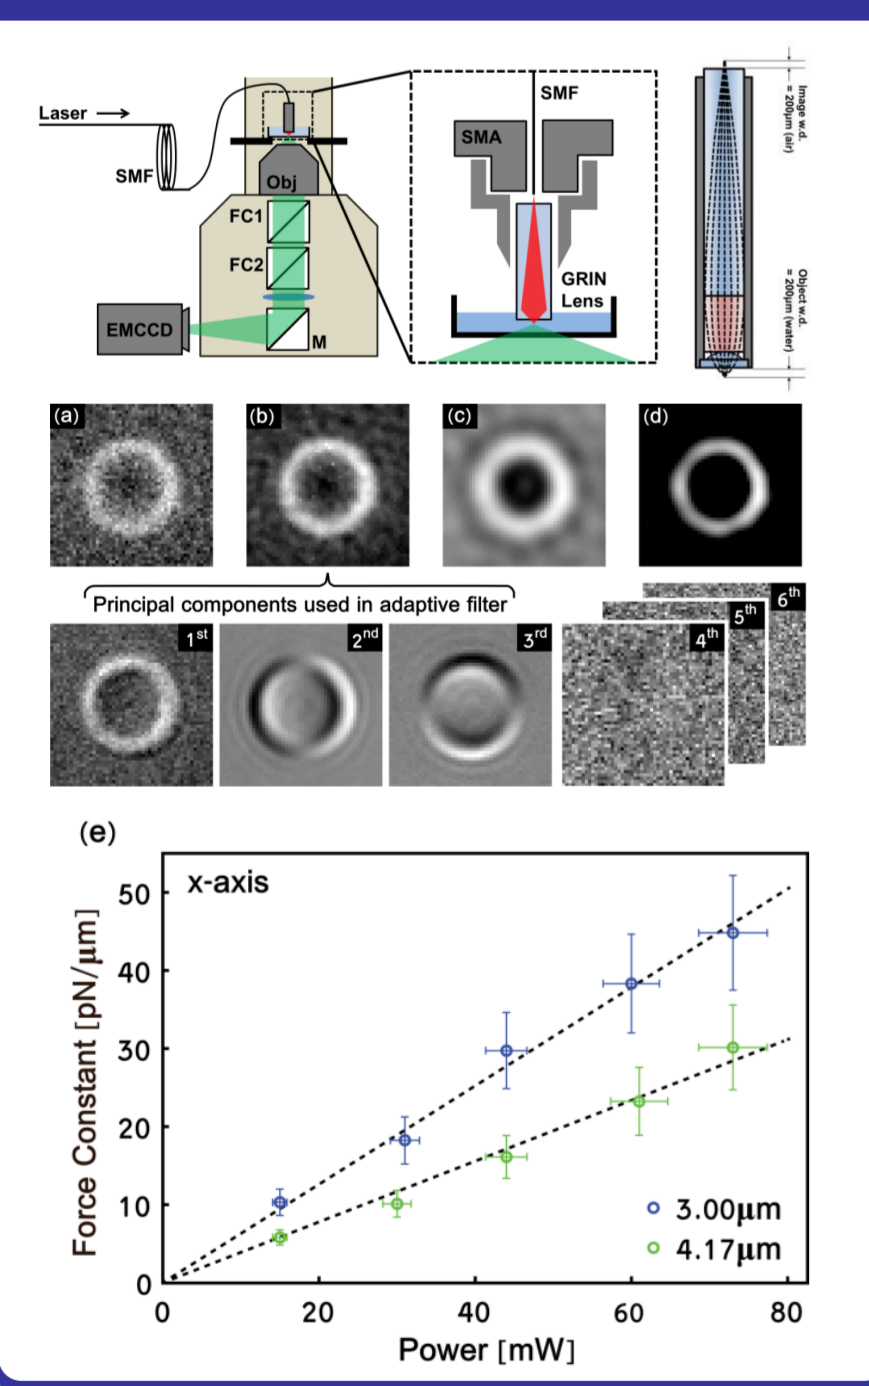 Laser
SMF
Obj
FC1
FC2
EMCCD
M
SMF
SMA
GRIN
Lens
Image w.d.
= 200μm (air)
Object w.d.
= 200μm (water)
(a)
(b)
(c)
(d)
Principal components used in adaptive filter
1st
2nd
3rd
4th
5th
6th
(e)
x-axis
Force Constant [pN/μm]
50
40
30
20
10
0
3.00μm
4.17μm
0 20 40 60 80
Power [mW]